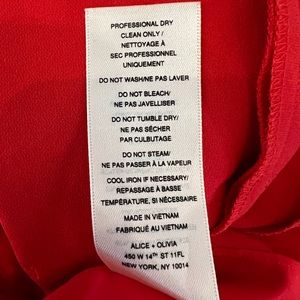 PROFESSIONAL DRY
CLEAN ONLY /
NETTOYAGE À
SEC PROFESSIONNEL
UNIQUEMENT
DO NOT WASH/NE PAS LAVER
DO NOT BLEACH/
NE PAS JAVELLISER
DO NOT TUMBLE DRY/
NE PAS SÉCHER
PAR CULBUTAGE
DO NOT STEAM/
NE PAS PASSER À LA VAPEUR
COOL IRON IF NECESSARY/
REPASSAGE À BASSE
TEMPÉRATURE, SI NÉCESSAIRE
MADE IN VIETNAM
FABRIQUÉ AU VIETNAM
ALICE + OLIVIA
450 W 14TH ST 11FL
NEW YORK, NY 10014